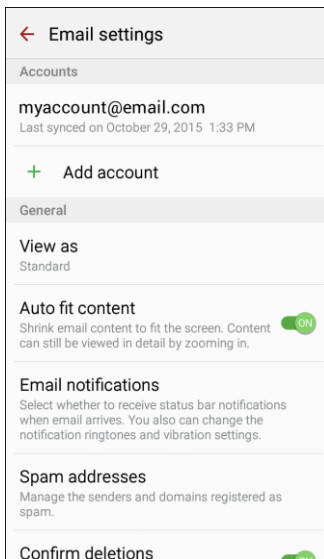 Email settings
Accounts
myaccount@email.com
Last synced on October 29, 2015 1:33 PM
+ Add account
General
View as
Standard
Auto fit content
Shrink email content to fit the screen. Content
can still be viewed in detail by zooming in.
ON
Email notifications
Select whether to receive status bar notifications
when email arrives. You also can change the
notification ringtones and vibration settings.
Spam addresses
Manage the senders and domains registered as
spam.
Confirm deletions